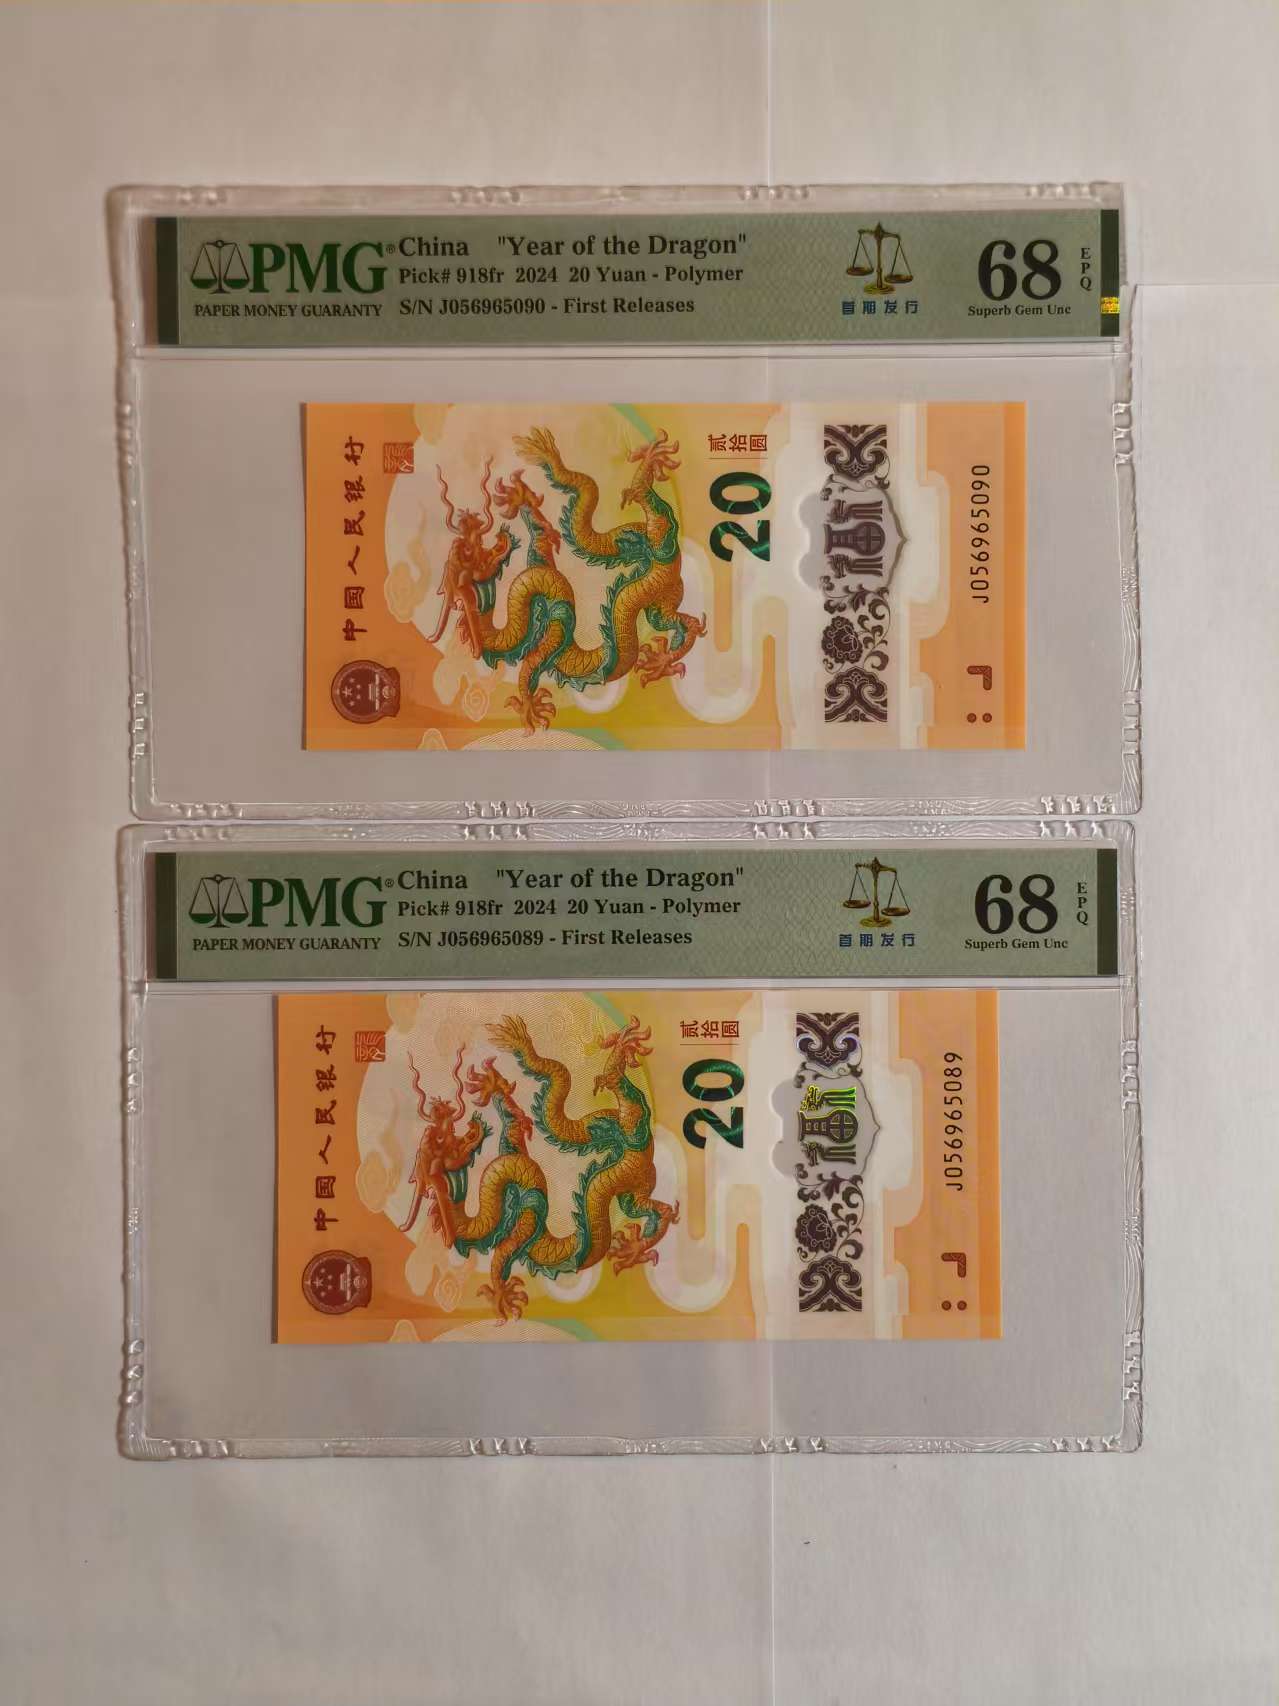 PMG® China "Year of the Dragon"
Pick# 918fr 2024 20 Yuan - Polymer
PAPER MONEY GUARANTY S/N J056965090 - First Releases
首期发行
68 EPQ
Superb Gem Unc
中国人民银行
贰拾圆
20
福
J056965090
PMG® China "Year of the Dragon"
Pick# 918fr 2024 20 Yuan - Polymer
PAPER MONEY GUARANTY S/N J056965089 - First Releases
首期发行
68 EPQ
Superb Gem Unc
中国人民银行
贰拾圆
20
福
J056965089